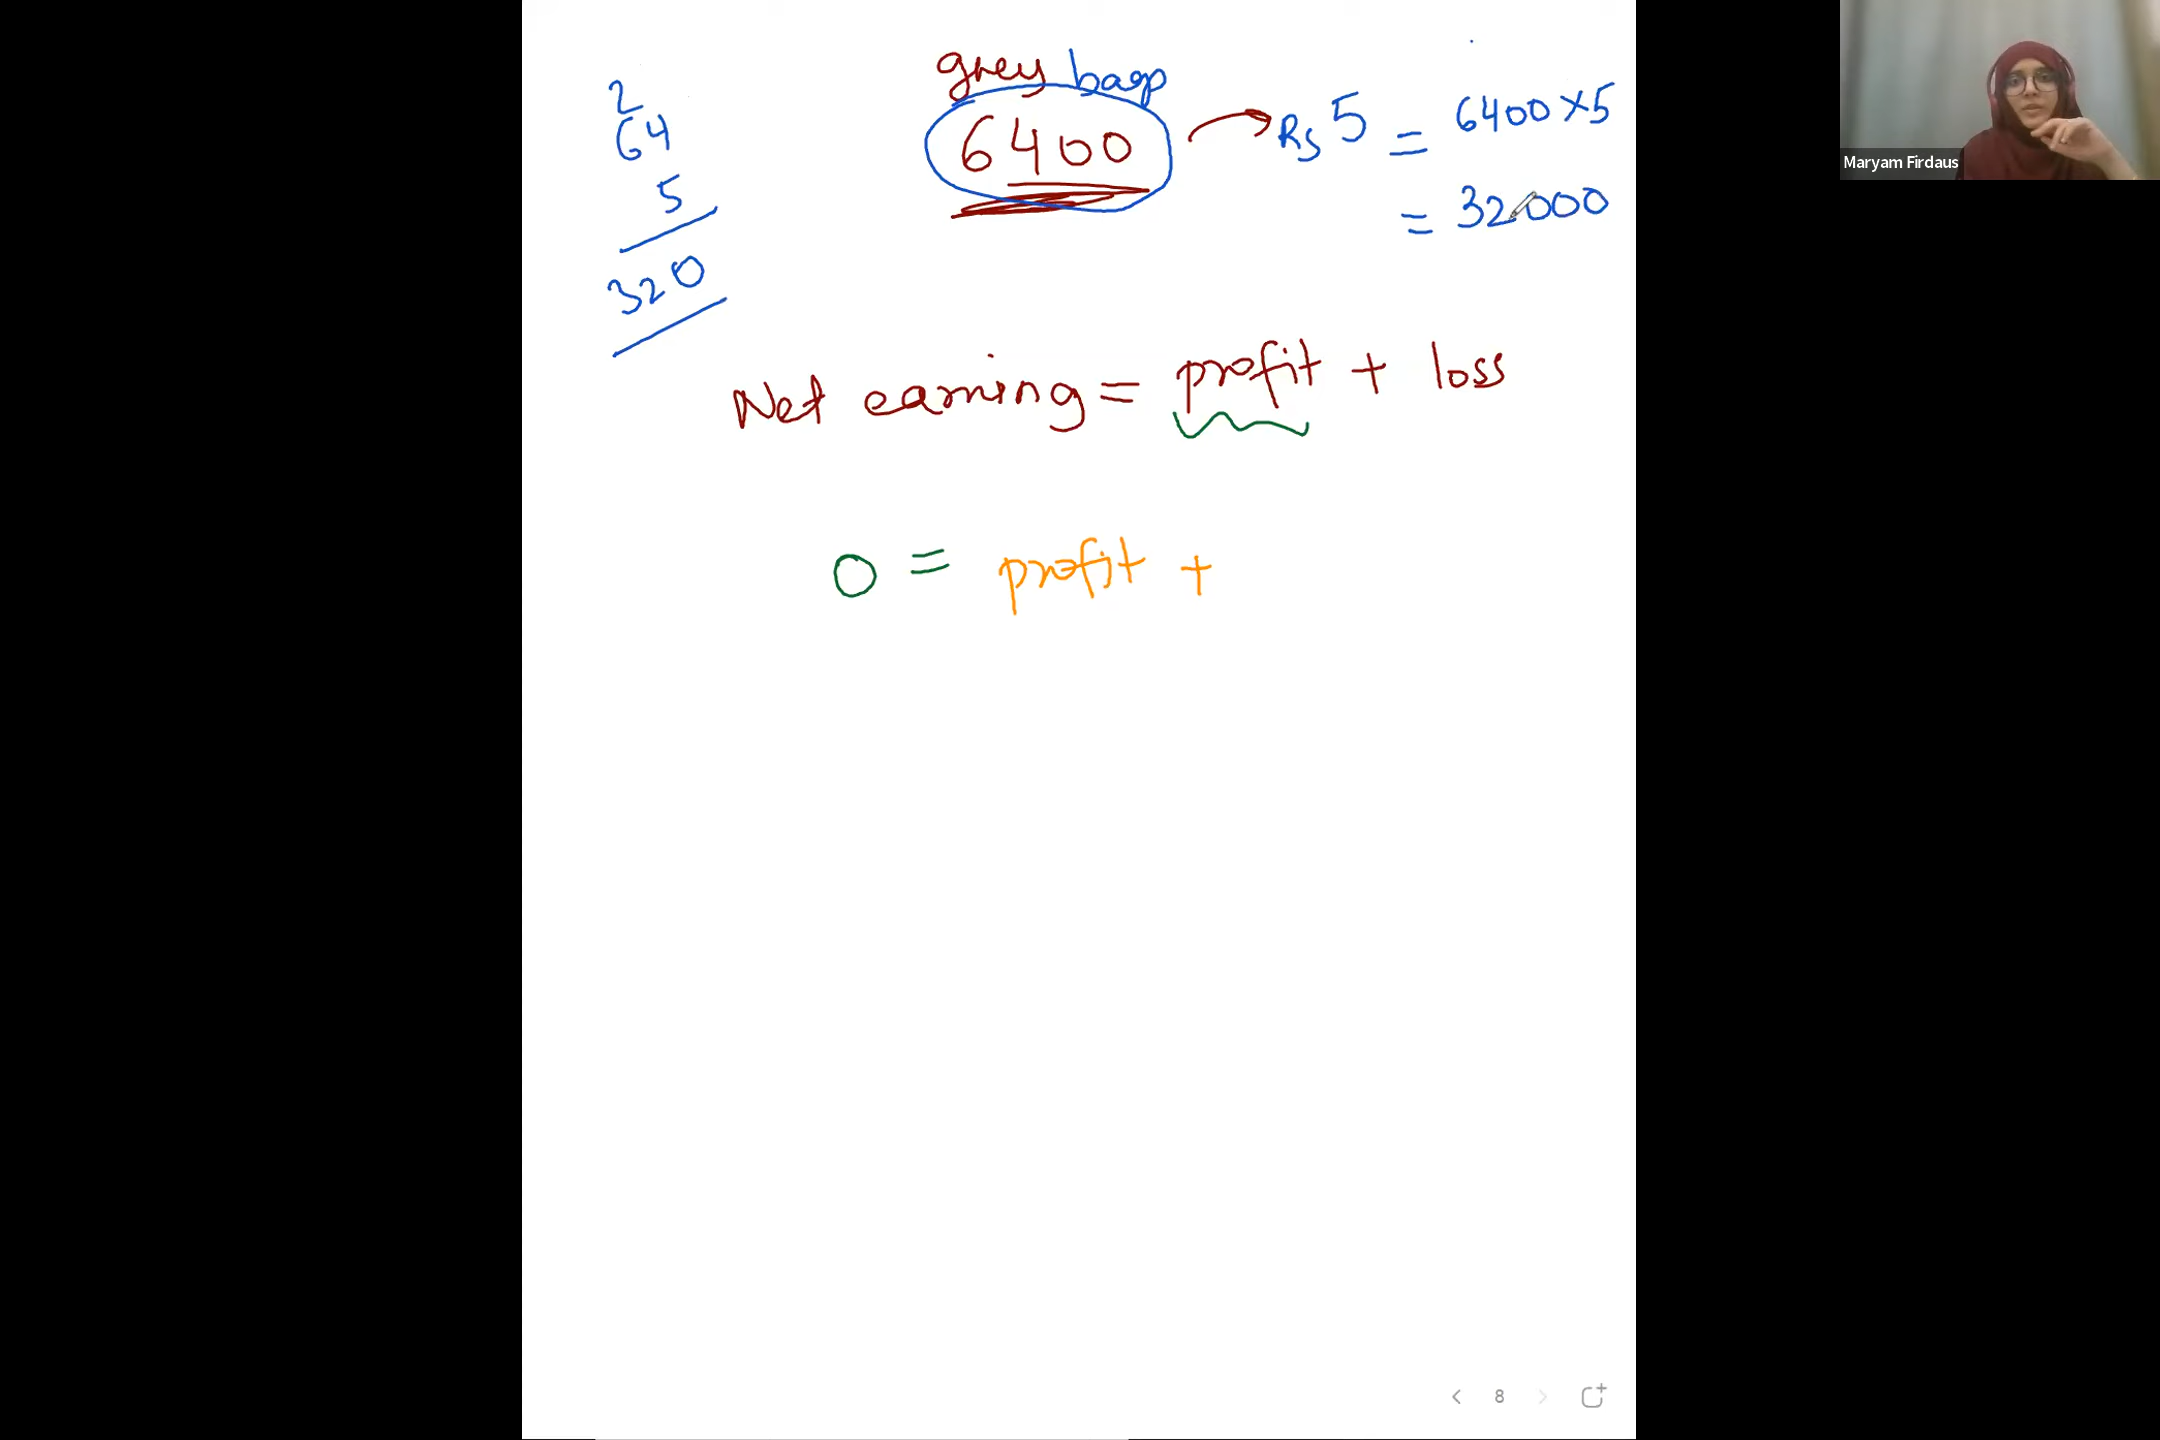 grey bags
6400 → Rs 5 = 6400 × 5
= 32000
2
64
5
320
Net earning = profit + loss
0 = profit +
Maryam Firdaus
8